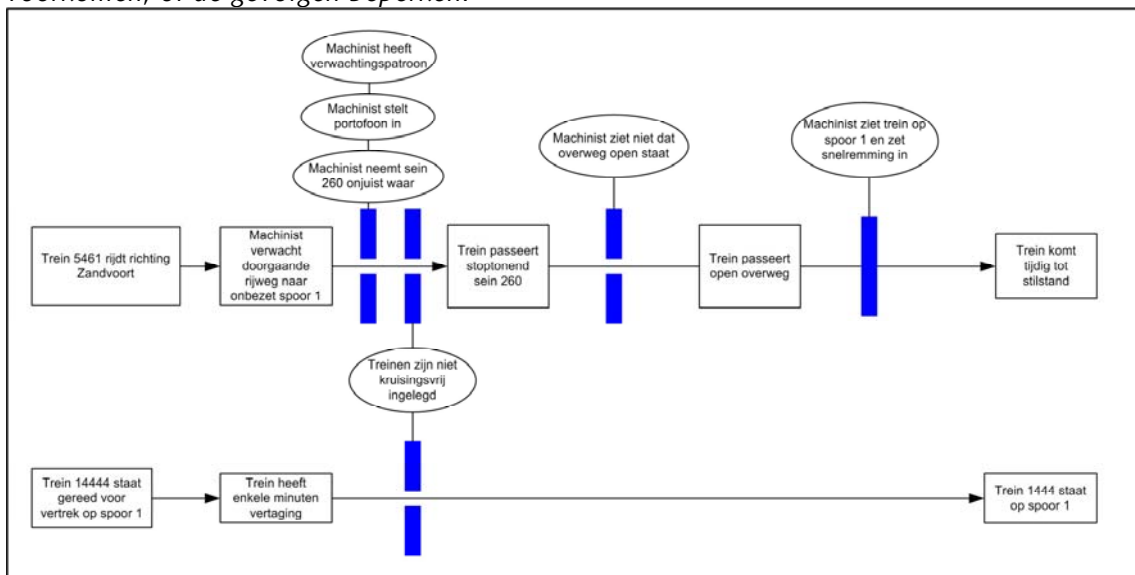 voorkomen, of de gevolgen beperken.
Machinist heeft
verwachtingspatroon
Machinist stelt
portofoon in
Machinist neemt sein
260 onjuist waar
Machinist ziet niet dat
overweg open staat
Machinist ziet trein op
spoor 1 en zet
snelremming in
Trein 5461 rijdt richting
Zandvoort
Machinist
verwacht
doorgaande
rijweg naar
onbezet spoor 1
Trein passeert
stoptonend
sein 260
Trein passeert
open overweg
Trein komt
tijdig tot
stilstand
Treinen zijn niet
kruisingsvrij
ingelegd
Trein 14444 staat
gereed voor
vertrek op spoor 1
Trein heeft
enkele minuten
vertaging
Trein 1444 staat
op spoor 1